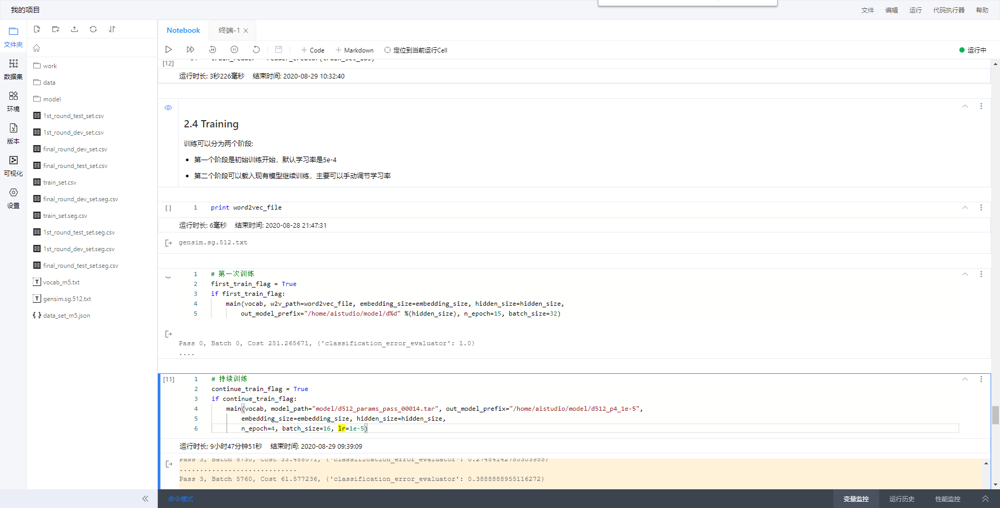 我的项目
文件 编辑 运行 代码执行器 帮助
文件夹
数据集
环境
版本
可视化
设置
work
data
model
1st_round_test_set.csv
1st_round_dev_set.csv
final_round_dev_set.csv
final_round_test_set.csv
train_set.csv
final_round_dev_set.seg.csv
train_set.seg.csv
1st_round_test_set.seg.csv
1st_round_dev_set.seg.csv
final_round_test_set.seg.csv
vocab_m5.txt
gensim.sg.512.txt
data_set_m5.json
Notebook 终端-1
Code Markdown 定位到当前运行Cell 运行中
[12] 14 train_reader = reader_creator(train_set_ids)
运行时长: 3秒226毫秒 结束时间: 2020-08-29 10:32:40
2.4 Training
训练可以分为两个阶段:
• 第一个阶段是初始训练开始，默认学习率是5e-4
• 第二个阶段可以载入现有模型继续训练，主要可以手动调节学习率
[ ] 1 print word2vec_file
运行时长: 6毫秒 结束时间: 2020-08-28 21:47:31
gensim.sg.512.txt
1 # 第一次训练
2 first_train_flag = True
3 if first_train_flag:
4 main(vocab, w2v_path=word2vec_file, embedding_size=embedding_size, hidden_size=hidden_size,
5 out_model_prefix="/home/aistudio/model/d%d" %(hidden_size), n_epoch=15, batch_size=32)
Pass 0, Batch 0, Cost 251.265671, {'classification_error_evaluator': 1.0}
....
[11] 1 # 持续训练
2 continue_train_flag = True
3 if continue_train_flag:
4 main(vocab, model_path="model/d512_params_pass_00014.tar", out_model_prefix="/home/aistudio/model/d512_p4_1e-5",
5 embedding_size=embedding_size, hidden_size=hidden_size,
6 n_epoch=4, batch_size=16, lr=1e-5)
运行时长: 9小时47分钟51秒 结束时间: 2020-08-29 09:39:09
Pass 3, Batch 5730, Cost 33.488071, {'classification_error_evaluator': 0.27484142780303955}
.............................
Pass 3, Batch 5760, Cost 61.577236, {'classification_error_evaluator': 0.3888888955116272}
命令模式 变量监控 运行历史 性能监控